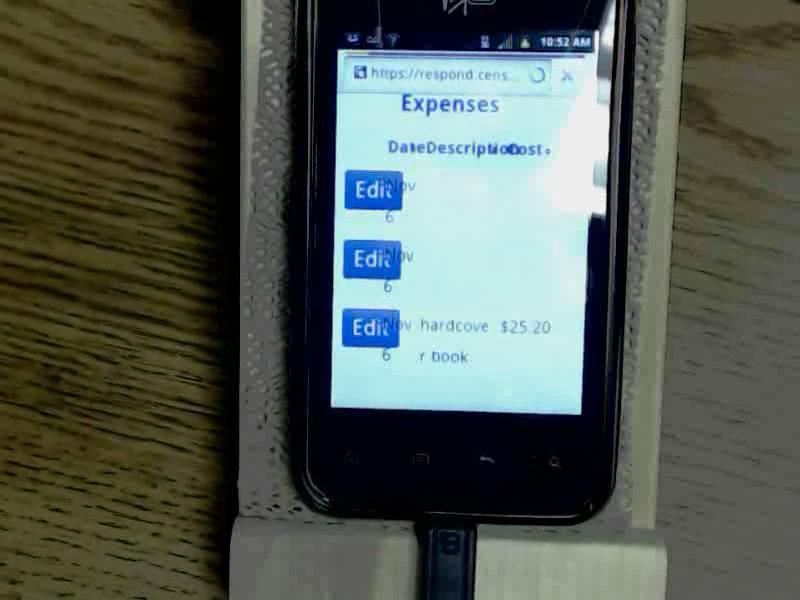 10:52 AM
https://respond.cens...
Expenses
Date Description Cost
Edit Nov
6
Edit Nov
6
Edit Nov hardcove $25.20
6 r book